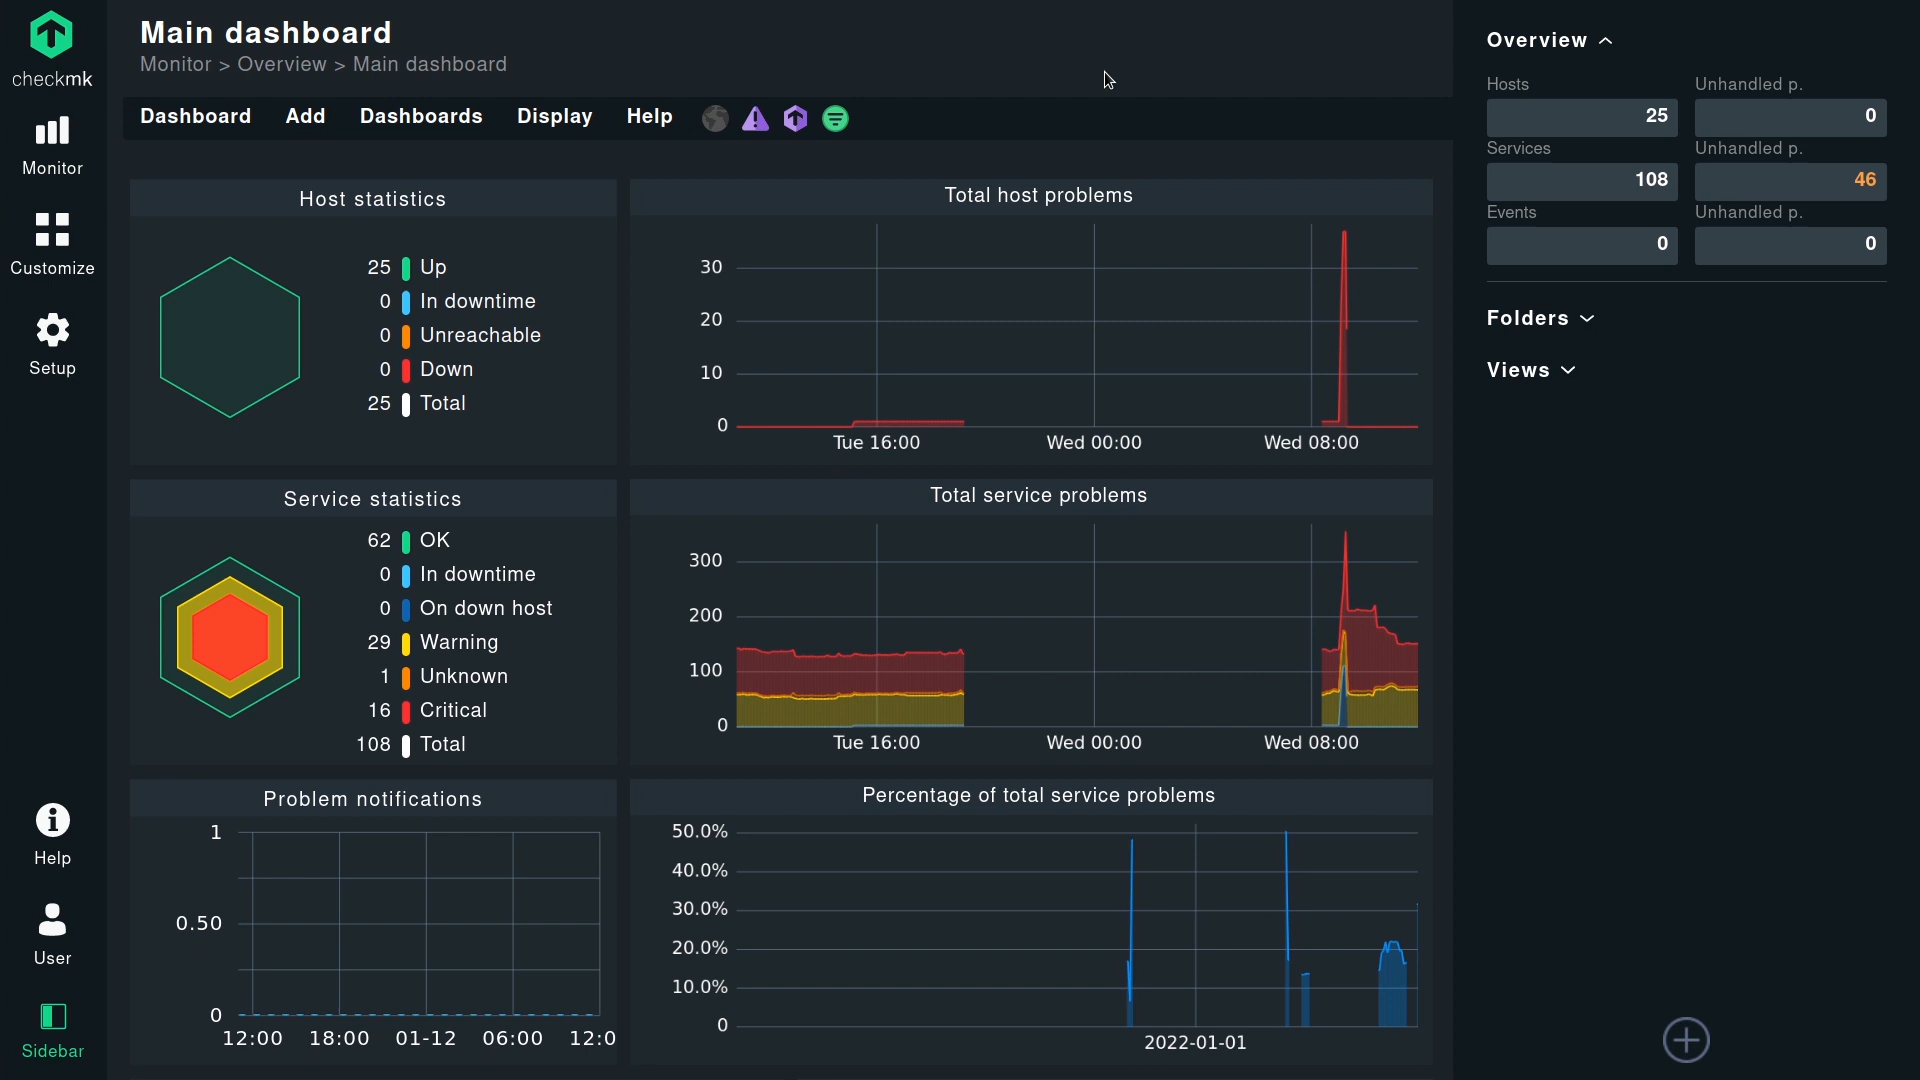 checkmk
Monitor
Customize
Setup
Help
User
Sidebar
Main dashboard
Monitor > Overview > Main dashboard
Dashboard Add Dashboards Display Help
Host statistics
25 Up
0 In downtime
0 Unreachable
0 Down
25 Total
Total host problems
30
20
10
0
Tue 16:00 Wed 00:00 Wed 08:00
Service statistics
62 OK
0 In downtime
0 On down host
29 Warning
1 Unknown
16 Critical
108 Total
Total service problems
300
200
100
0
Tue 16:00 Wed 00:00 Wed 08:00
Problem notifications
1
0.50
0
12:00 18:00 01-12 06:00 12:0
Percentage of total service problems
50.0%
40.0%
30.0%
20.0%
10.0%
0
2022-01-01
Overview
Hosts Unhandled p.
25 0
Services Unhandled p.
108 46
Events Unhandled p.
0 0
Folders
Views